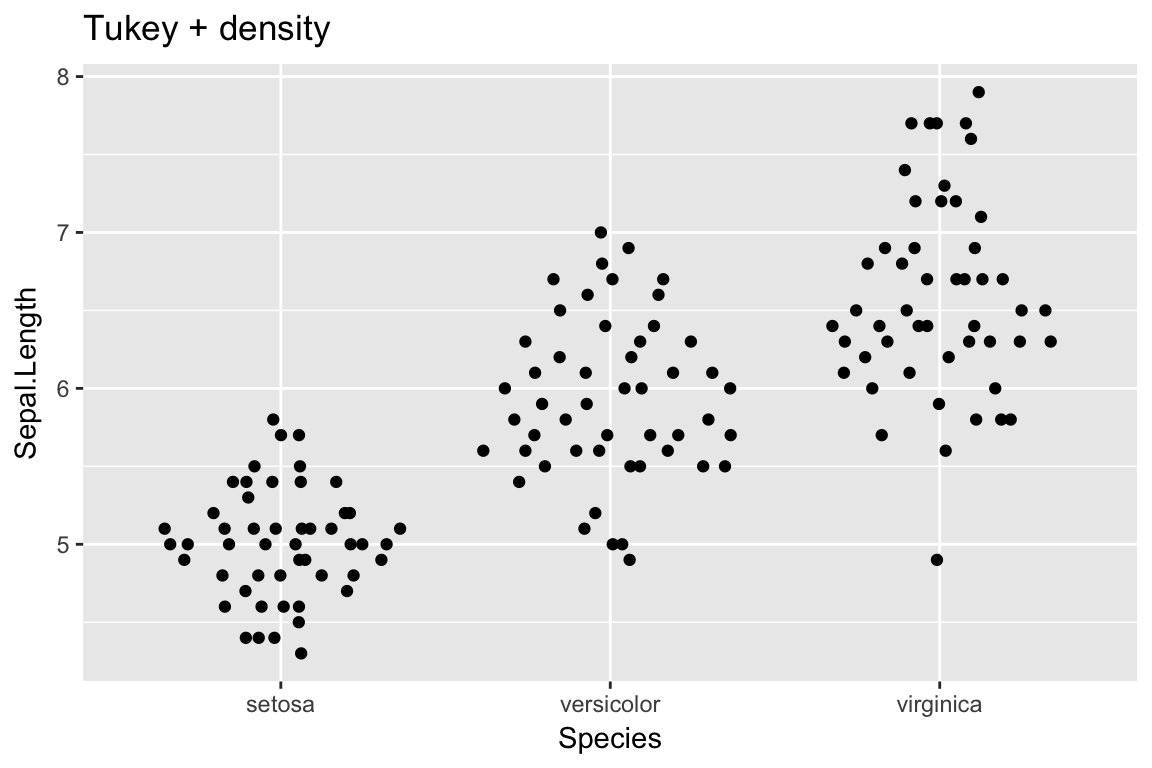 Tukey + density
8
7
6
5
Sepal.Length
setosa versicolor virginica
Species